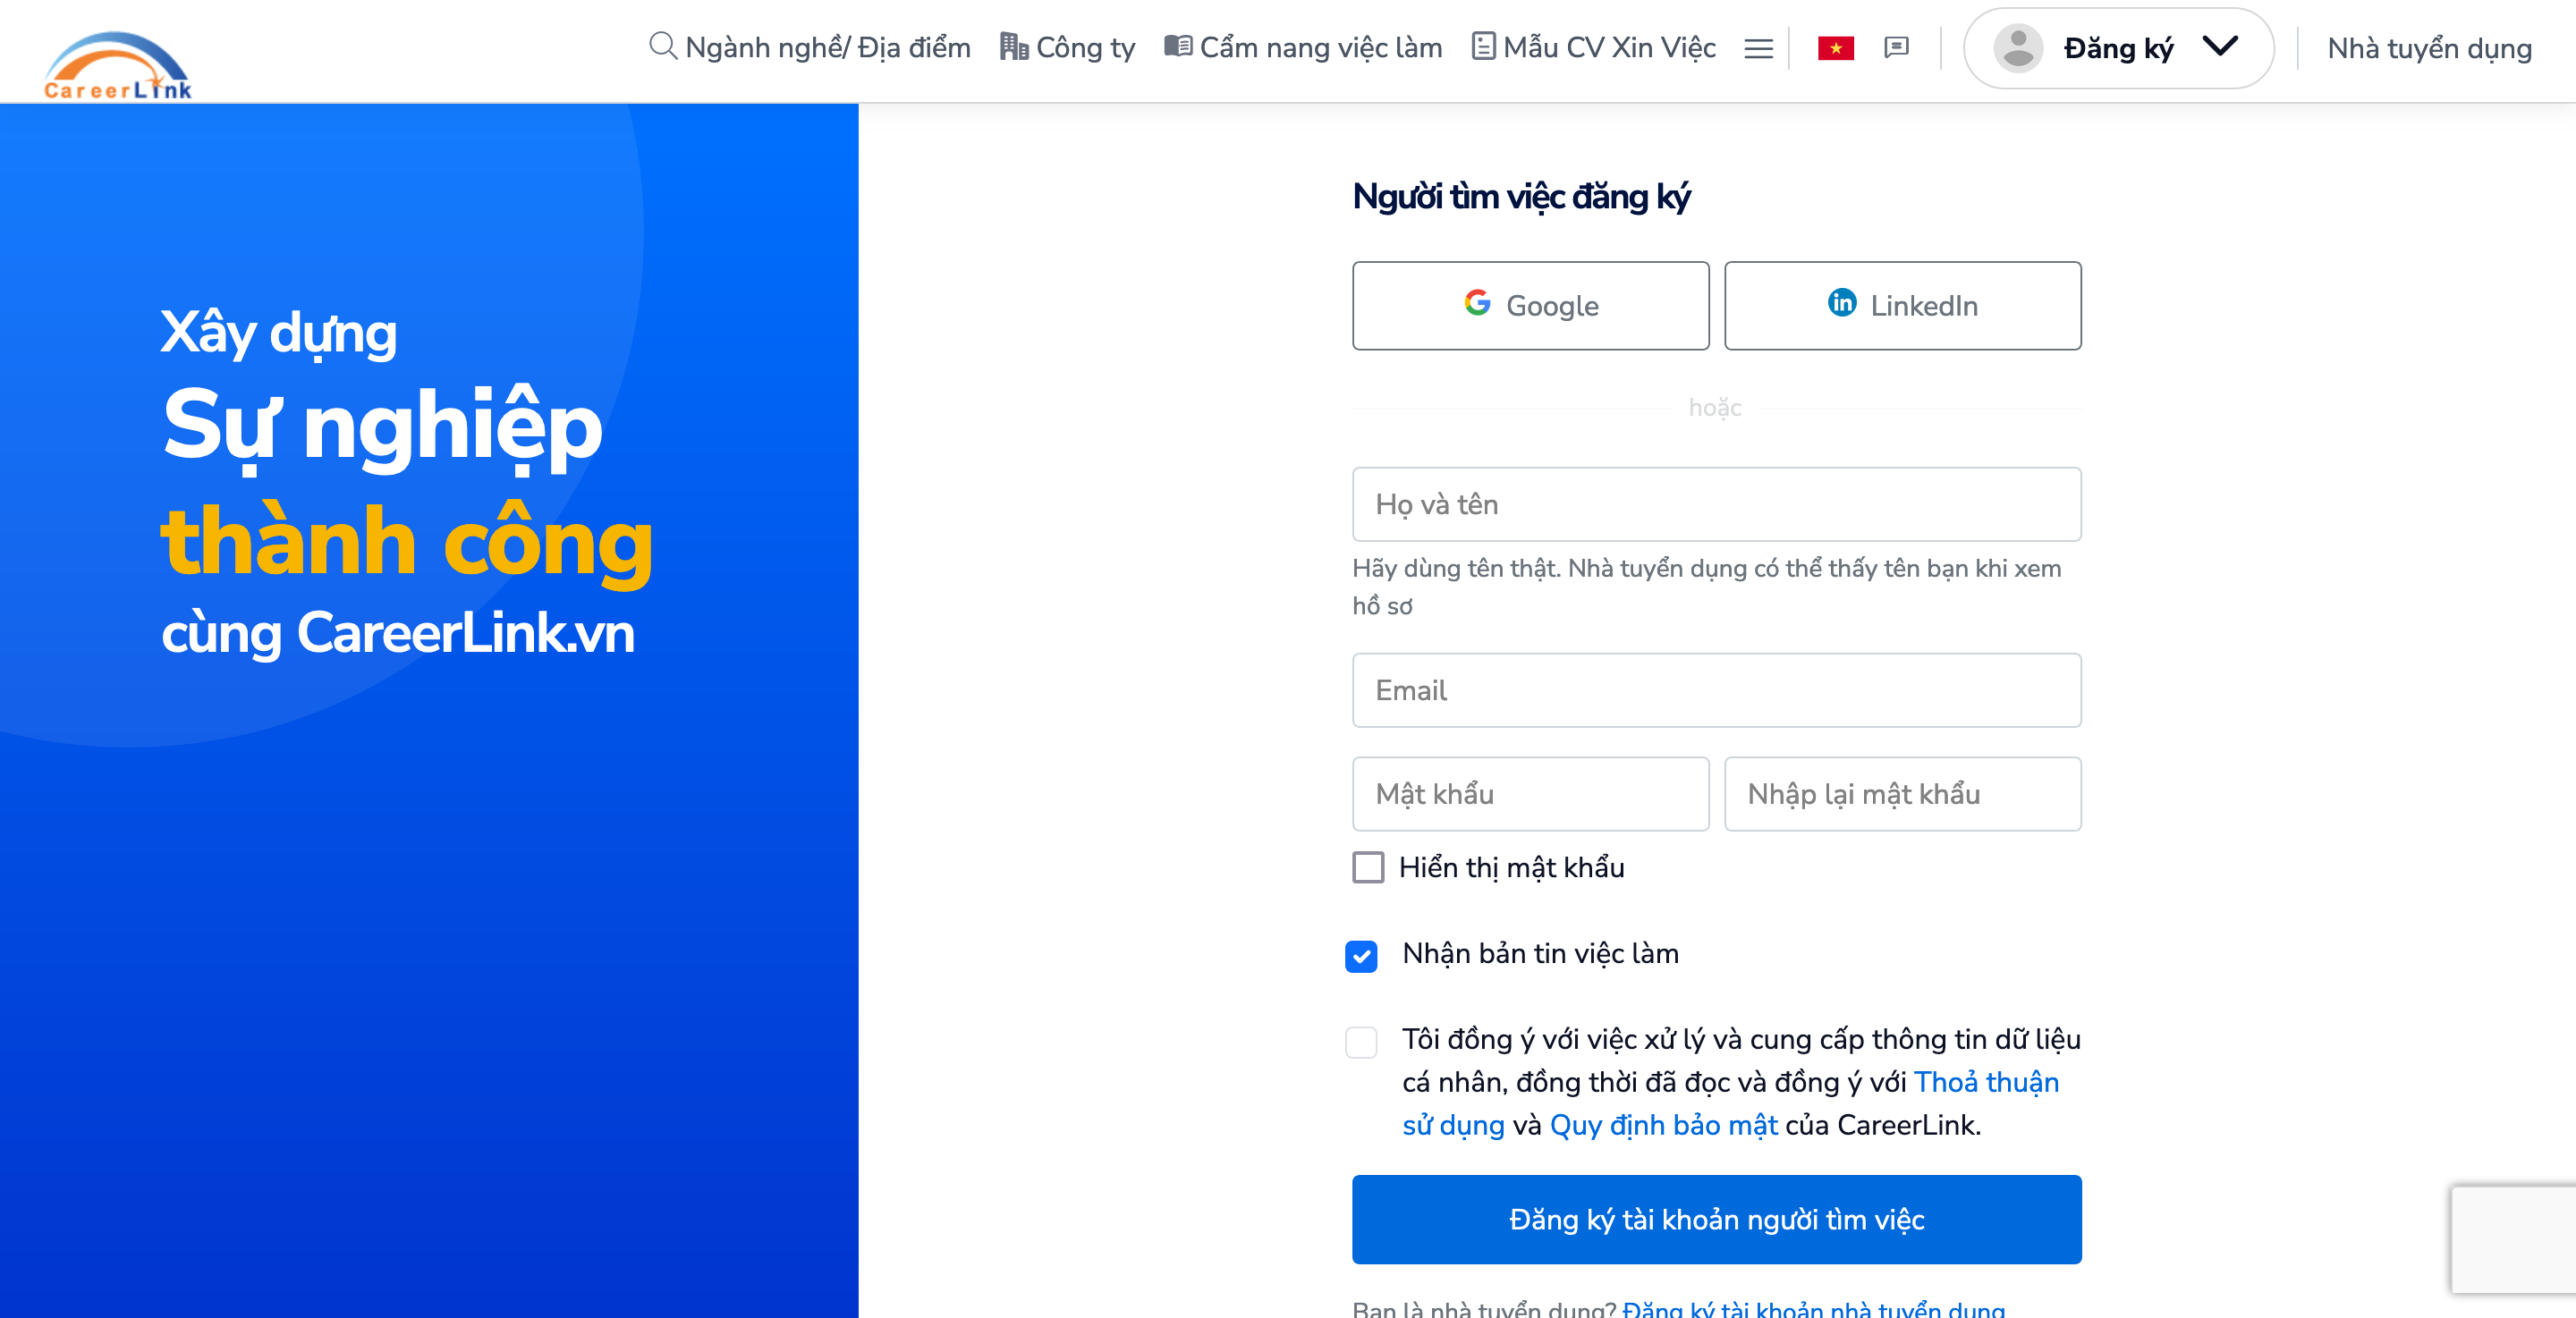 CareerLink
Ngành nghề/ Địa điểm
Công ty
Cẩm nang việc làm
Mẫu CV Xin Việc
Đăng ký
Nhà tuyển dụng
Xây dựng
Sự nghiệp
thành công
cùng CareerLink.vn
Người tìm việc đăng ký
Google
LinkedIn
hoặc
Họ và tên
Hãy dùng tên thật. Nhà tuyển dụng có thể thấy tên bạn khi xem
hồ sơ
Email
Mật khẩu
Nhập lại mật khẩu
Hiển thị mật khẩu
Nhận bản tin việc làm
Tôi đồng ý với việc xử lý và cung cấp thông tin dữ liệu
cá nhân, đồng thời đã đọc và đồng ý với Thoả thuận
sử dụng và Quy định bảo mật của CareerLink.
Đăng ký tài khoản người tìm việc
Bạn là nhà tuyển dụng? Đăng ký tài khoản nhà tuyển dụng